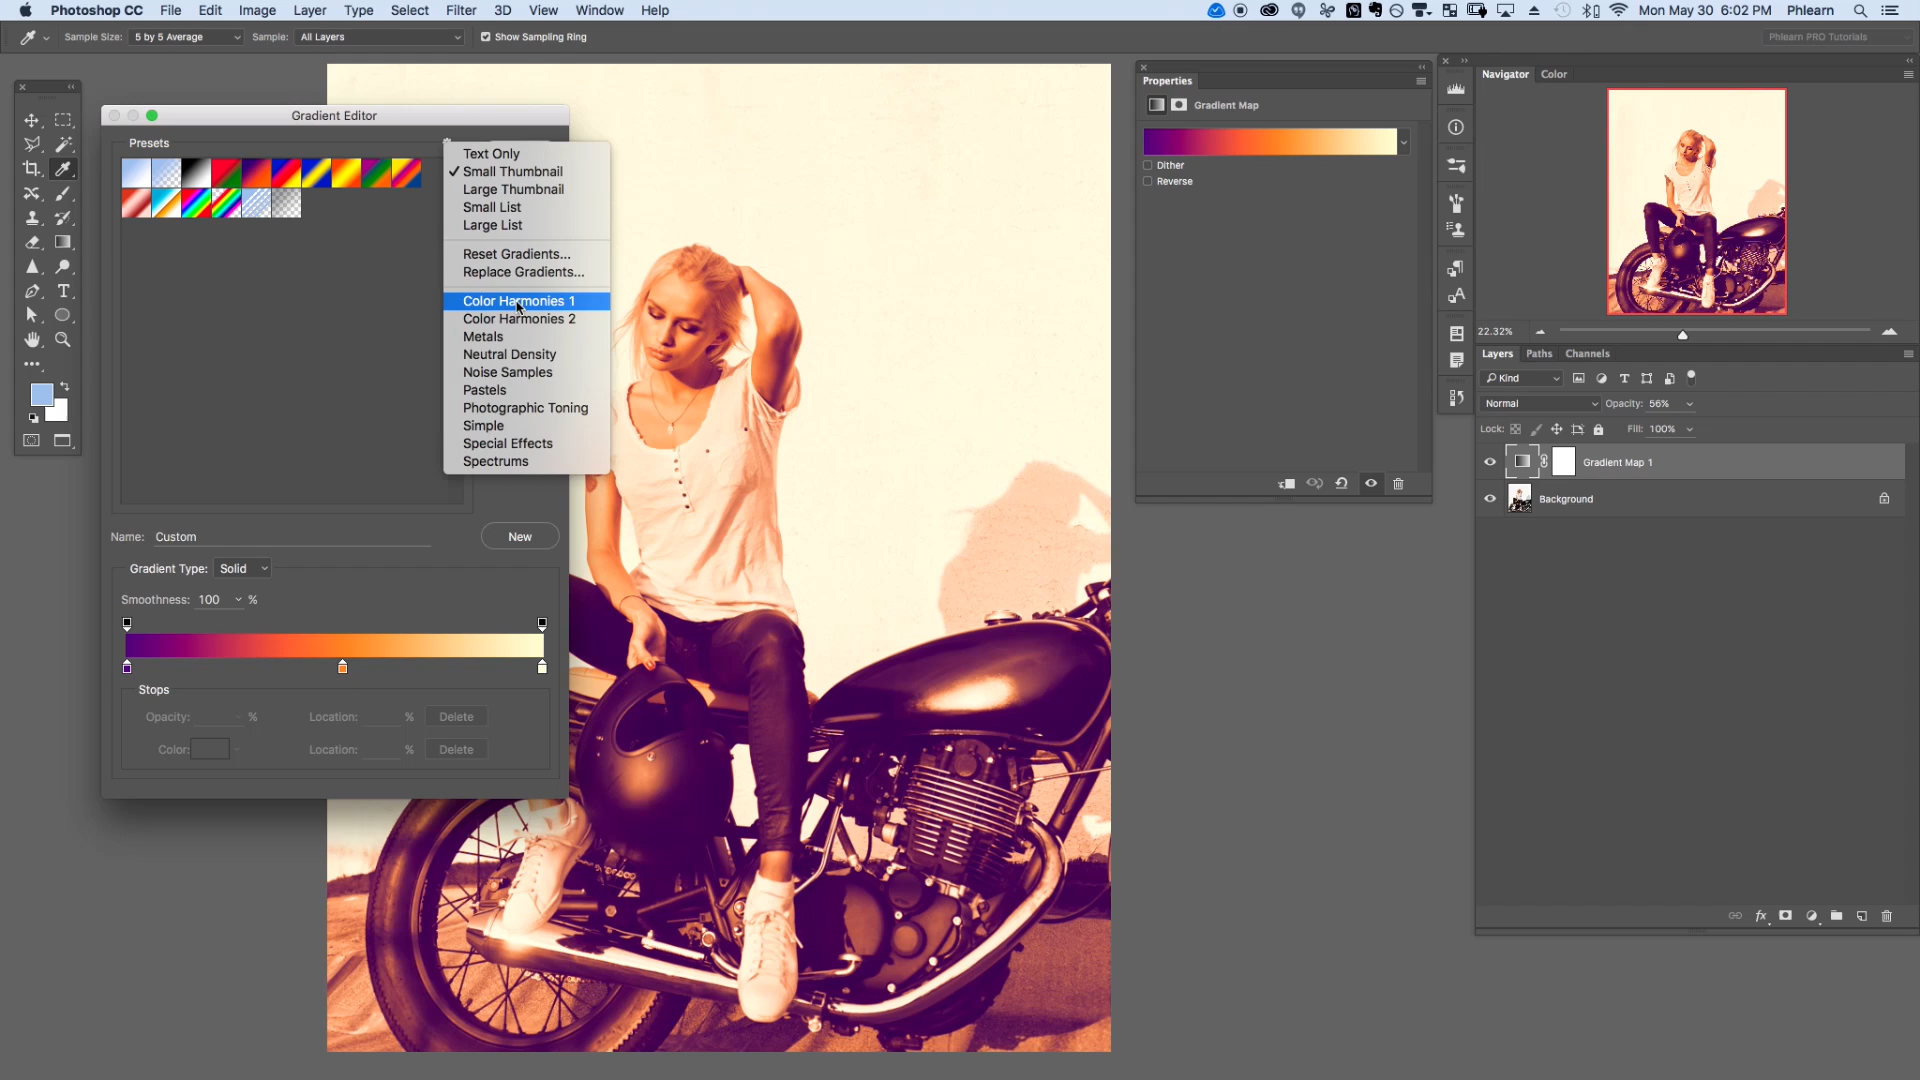 Photoshop CC File Edit Image Layer Type Select Filter 3D View Window Help Mon May 30 6:02 PM Phlearn
Sample Size: 5 by 5 Average Sample: All Layers Show Sampling Ring Phlearn PRO Tutorials
Gradient Editor
Presets
Text Only
Small Thumbnail
Large Thumbnail
Small List
Large List
Reset Gradients...
Replace Gradients...
Color Harmonies 1
Color Harmonies 2
Metals
Neutral Density
Noise Samples
Pastels
Photographic Toning
Simple
Special Effects
Spectrums
Name: Custom New
Gradient Type: Solid
Smoothness: 100 %
Stops
Opacity: % Location: % Delete
Color: Location: % Delete
Properties
Gradient Map
Dither
Reverse
Navigator Color
22.32%
Layers Paths Channels
Kind
Normal Opacity: 56%
Lock: Fill: 100%
Gradient Map 1
Background
fx